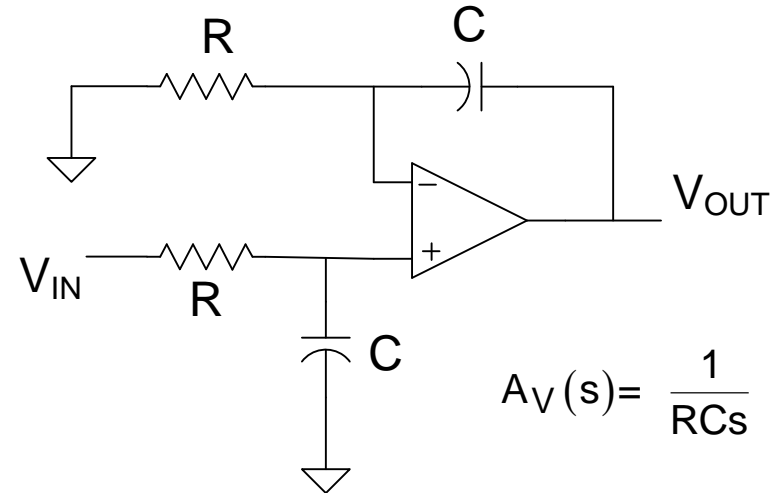 R
C
−
+
V_OUT
V_IN
R
C
A_V(s)= 1/RCs